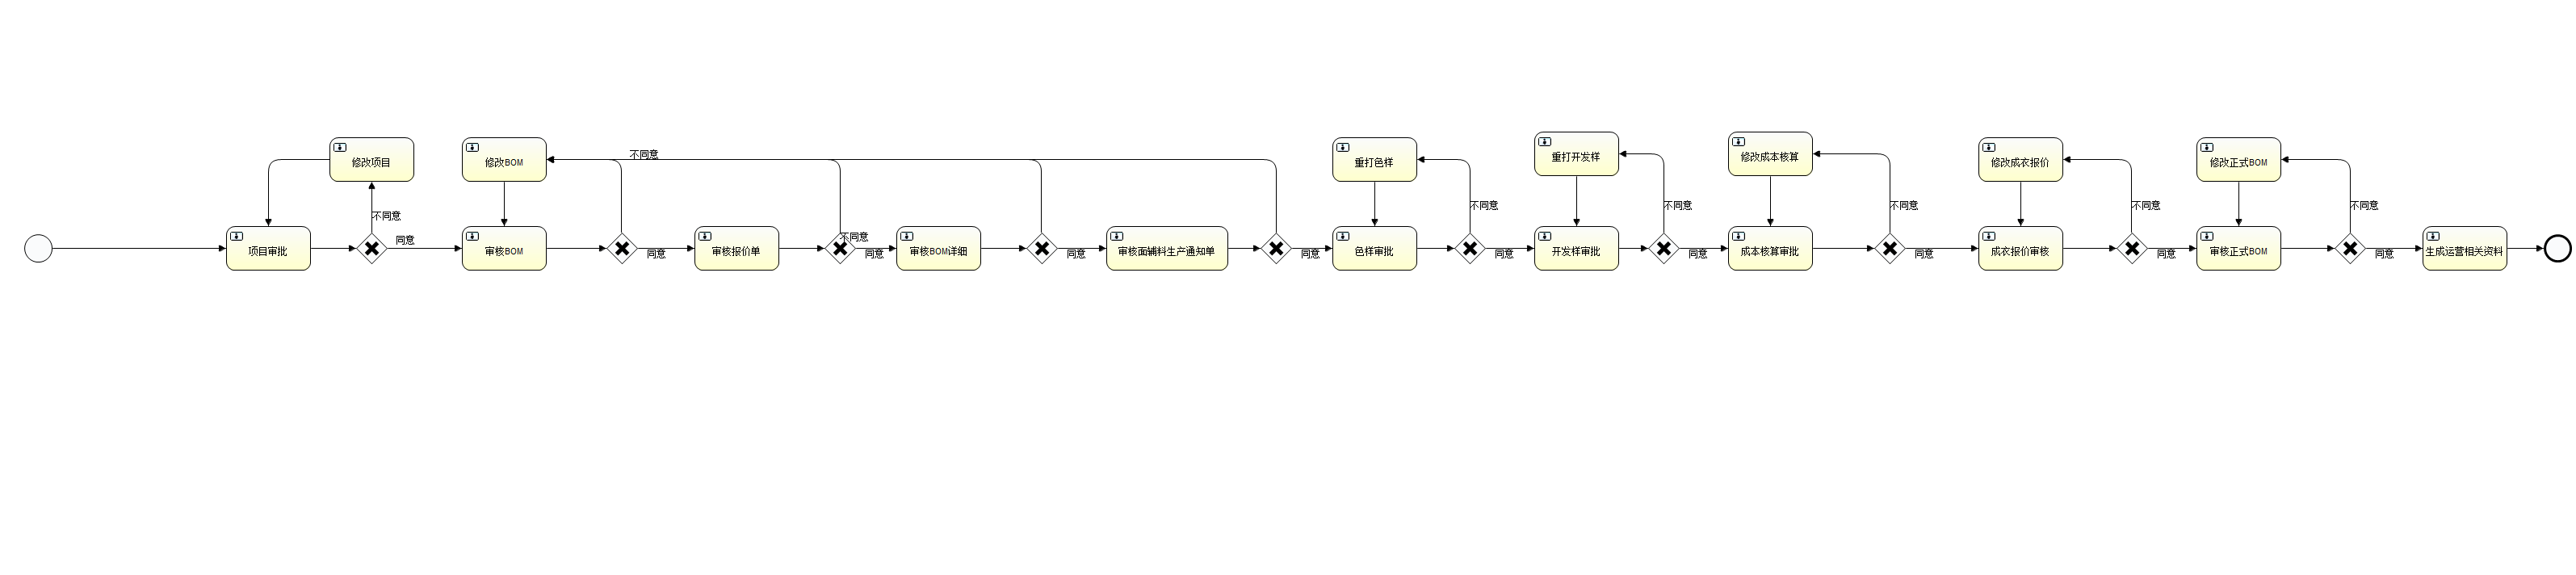 不同意
修改项目
修改BOM
重打色样
重打开发样
修改成本核算
修改成衣报价
修改正式BOM
不同意
不同意
不同意
不同意
不同意
不同意
不同意
同意
项目审批
审核BOM
同意
审核报价单
同意
审核BOM详细
同意
审核面辅料生产通知单
同意
色样审批
同意
开发样审批
同意
成本核算审批
同意
成衣报价审核
同意
审核正式BOM
同意
生成运营相关资料